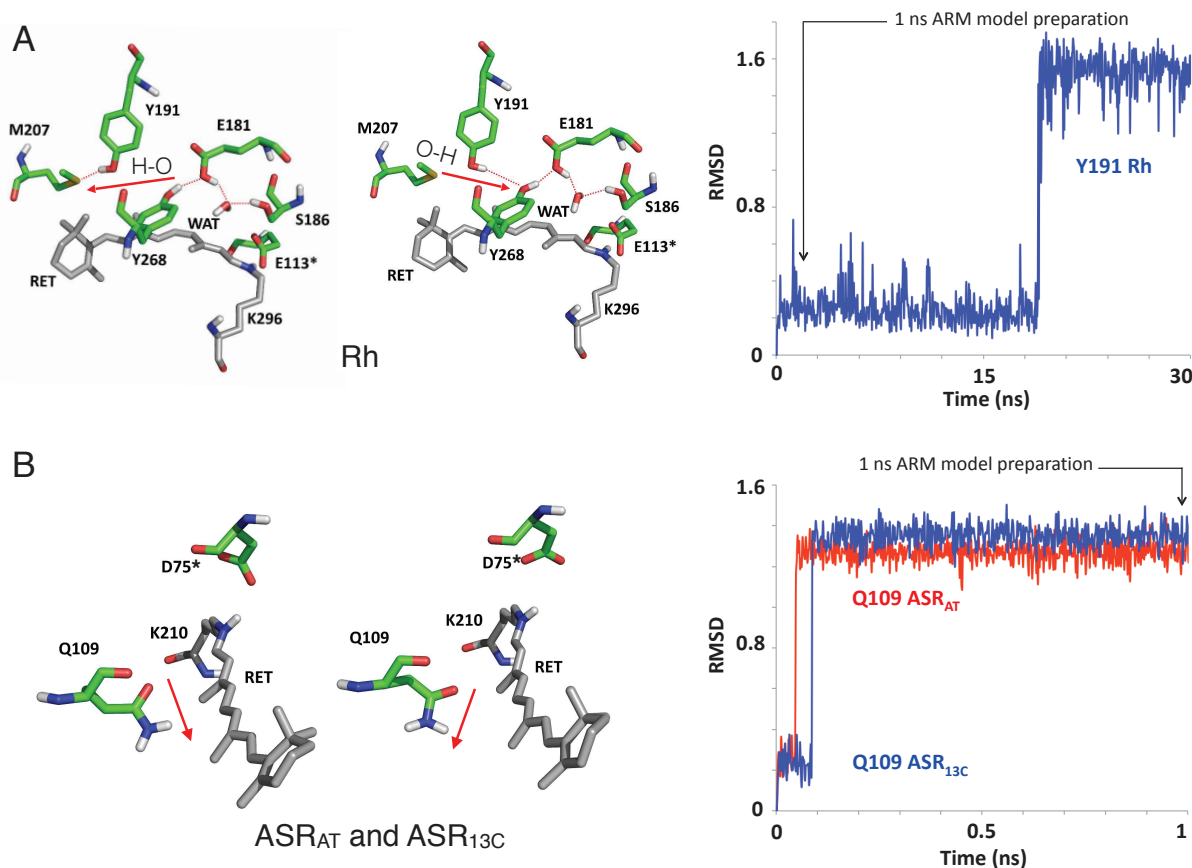 A
Y191
M207
E181
H-O
S186
WAT
Y268
E113*
RET
K296
Y191
M207
E181
O-H
S186
WAT
Y268
E113*
RET
K296
Rh
1 ns ARM model preparation
1.6
0.8
0
RMSD
Y191 Rh
0
15
30
Time (ns)
B
D75*
Q109
K210
RET
D75*
Q109
K210
RET
ASRAT and ASR13C
1 ns ARM model preparation
1.6
0.8
0
RMSD
Q109 ASRAT
Q109 ASR13C
0
0.5
1
Time (ns)